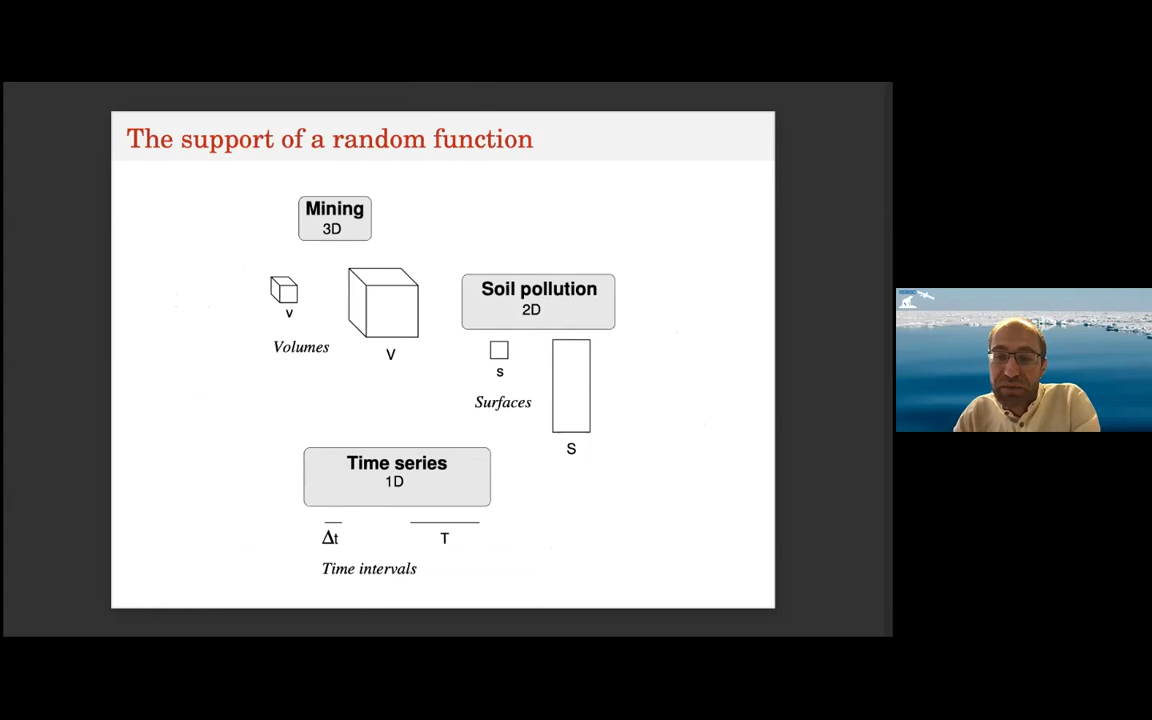 The support of a random function
Mining
3D
v
Volumes
V
Soil pollution
2D
s
Surfaces
S
Time series
1D
Δt
T
Time intervals